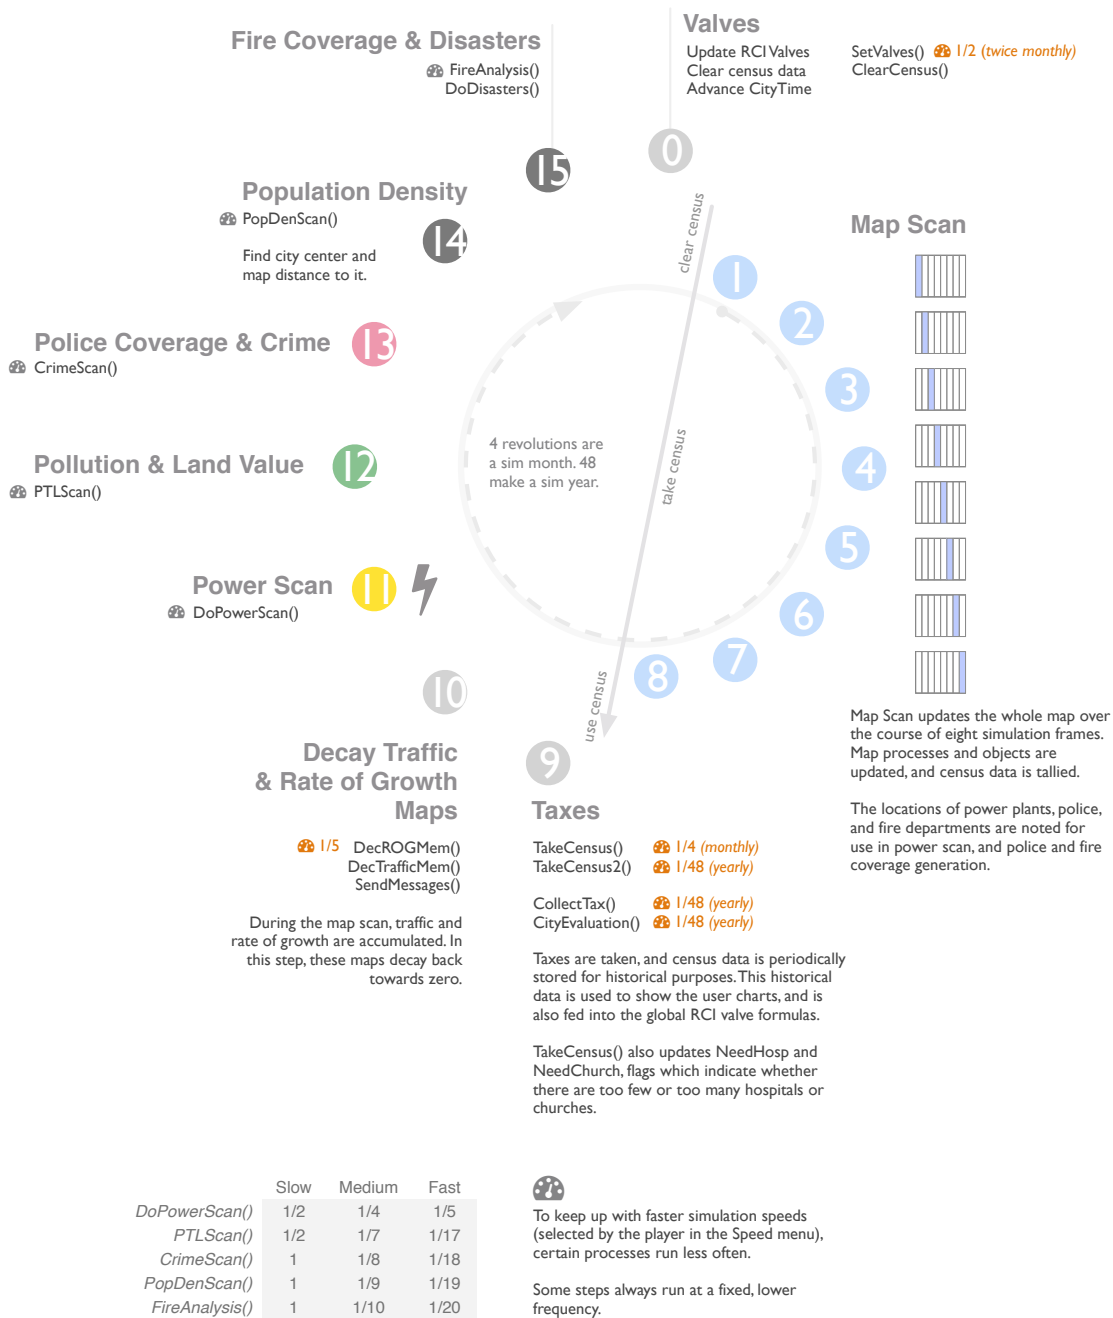 Fire Coverage & Disasters
FireAnalysis()
DoDisasters()
Valves
Update RCI Valves
Clear census data
Advance CityTime
SetValves() 1/2 (twice monthly)
ClearCensus()
15
0
Population Density
PopDenScan()
Find city center and
map distance to it.
14
clear census
take census
use census
Map Scan
1
2
3
4
5
6
7
8
Police Coverage & Crime
CrimeScan()
13
Pollution & Land Value
PTLScan()
12
4 revolutions are
a sim month. 48
make a sim year.
Power Scan
DoPowerScan()
11
10
9
Map Scan updates the whole map over
the course of eight simulation frames.
Map processes and objects are
updated, and census data is tallied.
The locations of power plants, police,
and fire departments are noted for
use in power scan, and police and fire
coverage generation.
Decay Traffic
& Rate of Growth
Maps
1/5 DecROGMem()
DecTrafficMem()
SendMessages()
During the map scan, traffic and
rate of growth are accumulated. In
this step, these maps decay back
towards zero.
Taxes
TakeCensus() 1/4 (monthly)
TakeCensus2() 1/48 (yearly)
CollectTax() 1/48 (yearly)
CityEvaluation() 1/48 (yearly)
Taxes are taken, and census data is periodically
stored for historical purposes. This historical
data is used to show the user charts, and is
also fed into the global RCI valve formulas.
TakeCensus() also updates NeedHosp and
NeedChurch, flags which indicate whether
there are too few or too many hospitals or
churches.
Slow Medium Fast
DoPowerScan() 1/2 1/4 1/5
PTLScan() 1/2 1/7 1/17
CrimeScan() 1 1/8 1/18
PopDenScan() 1 1/9 1/19
FireAnalysis() 1 1/10 1/20
To keep up with faster simulation speeds
(selected by the player in the Speed menu),
certain processes run less often.
Some steps always run at a fixed, lower
frequency.